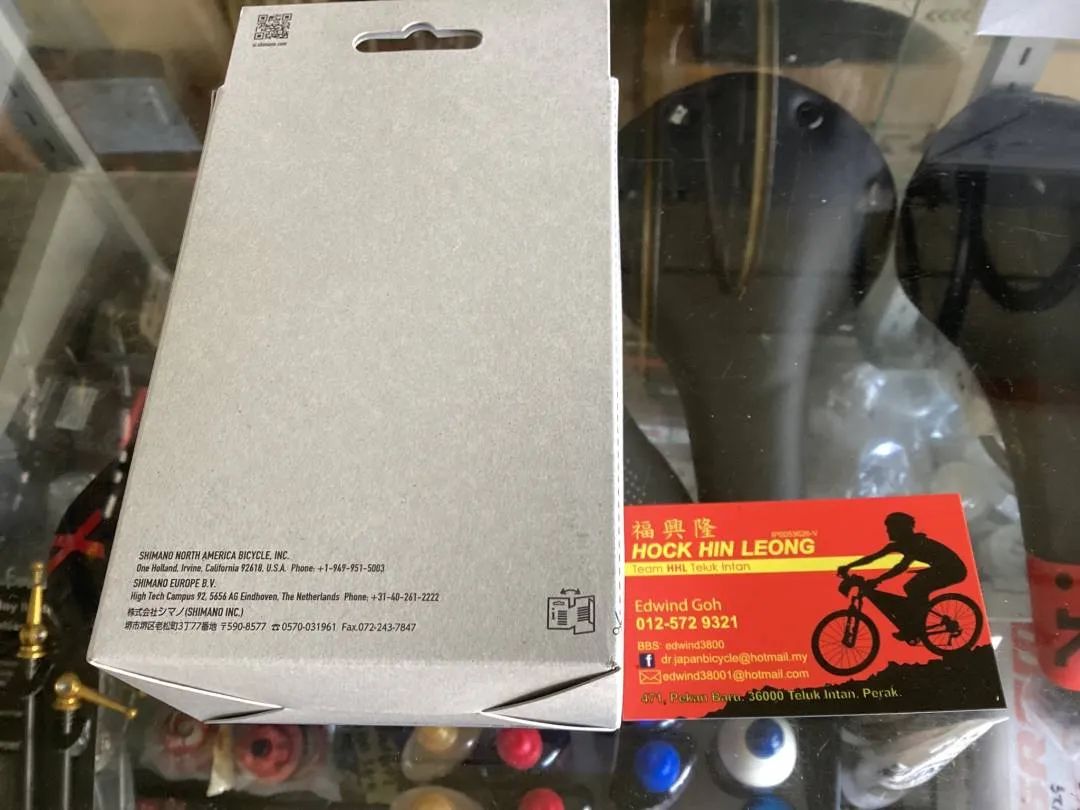 si.shimano.com
SHIMANO NORTH AMERICA BICYCLE, INC.
One Holland, Irvine, California 92618, U.S.A. Phone: +1-949-951-5003
SHIMANO EUROPE B.V.
High Tech Campus 92, 5656 AG Eindhoven, The Netherlands Phone: +31-40-261-2222
株式会社シマノ(SHIMANO INC.)
堺市堺区老松町3丁77番地 〒590-8577 ☎0570-031961 Fax.072-243-7847
福興隆
HOCK HIN LEONG
Team HHL Teluk Intan
Edwind Goh
012-572 9321
BBS: edwind3800
dr.japanbicycle@hotmail.my
edwind38001@hotmail.com
471, Pekan Baru. 36000 Teluk Intan. Perak.